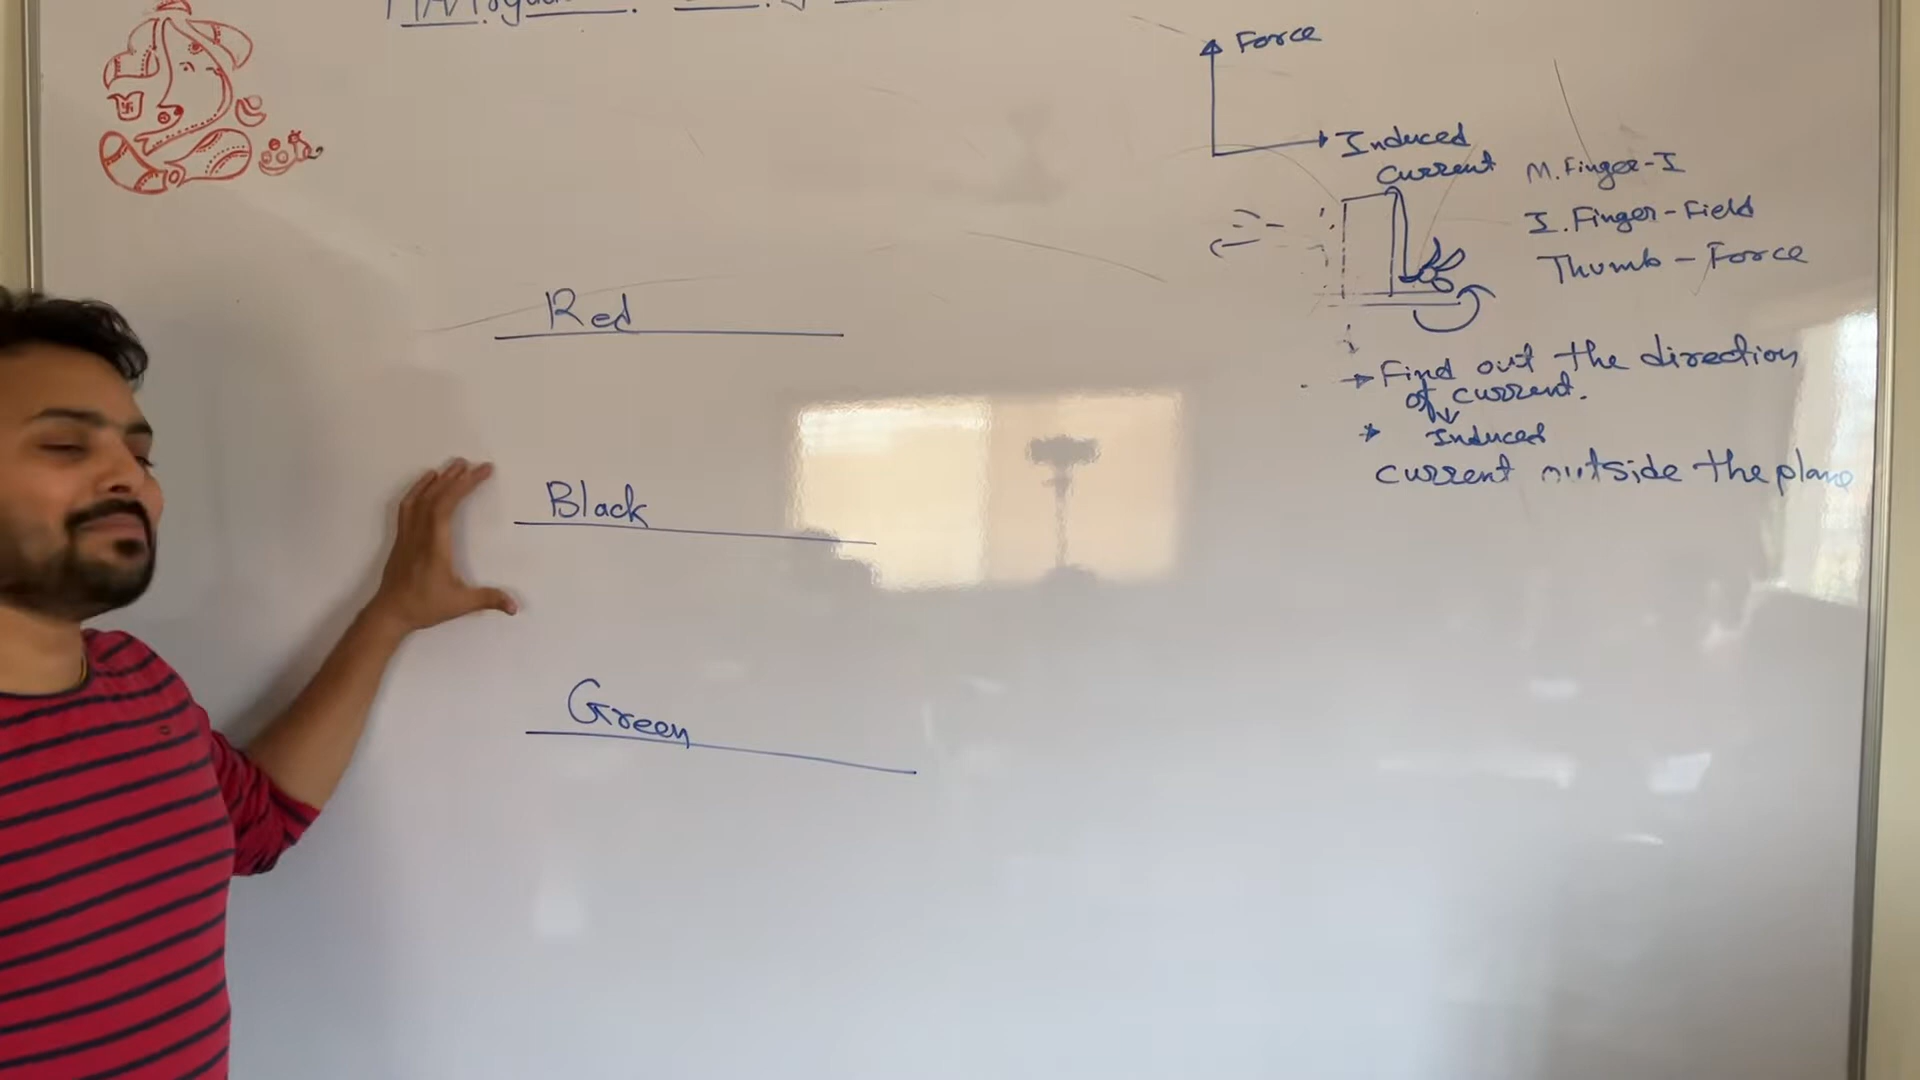 Force
Induced
Current
M. Finger-I
I. Finger-Field
Thumb - Force
Red
→ Find out the direction
of current.
Induced
current outside the plane
Black
Green